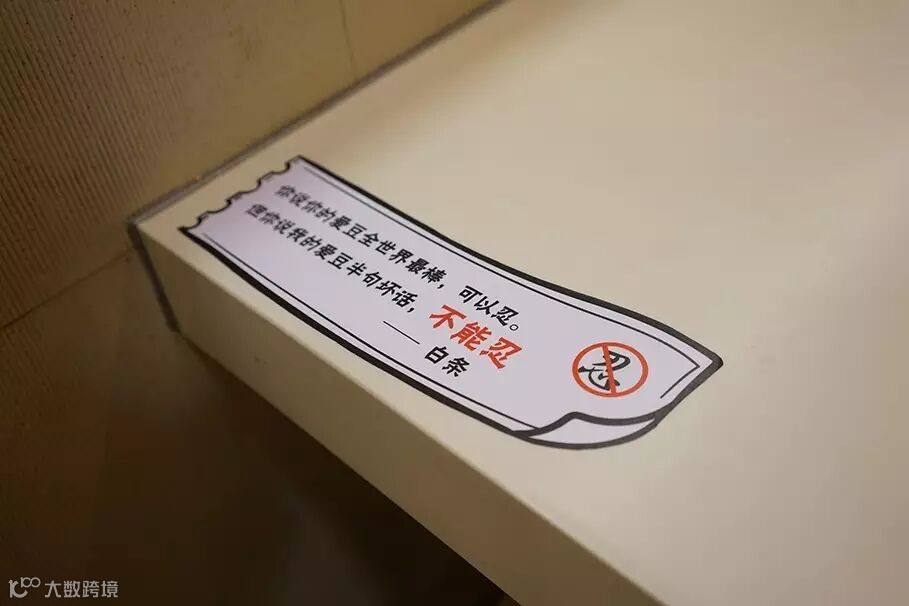 你说你的爱豆全世界最棒，可以忍。
但你说我的爱豆半句坏话，不能忍
——白条
忍
大数跨境